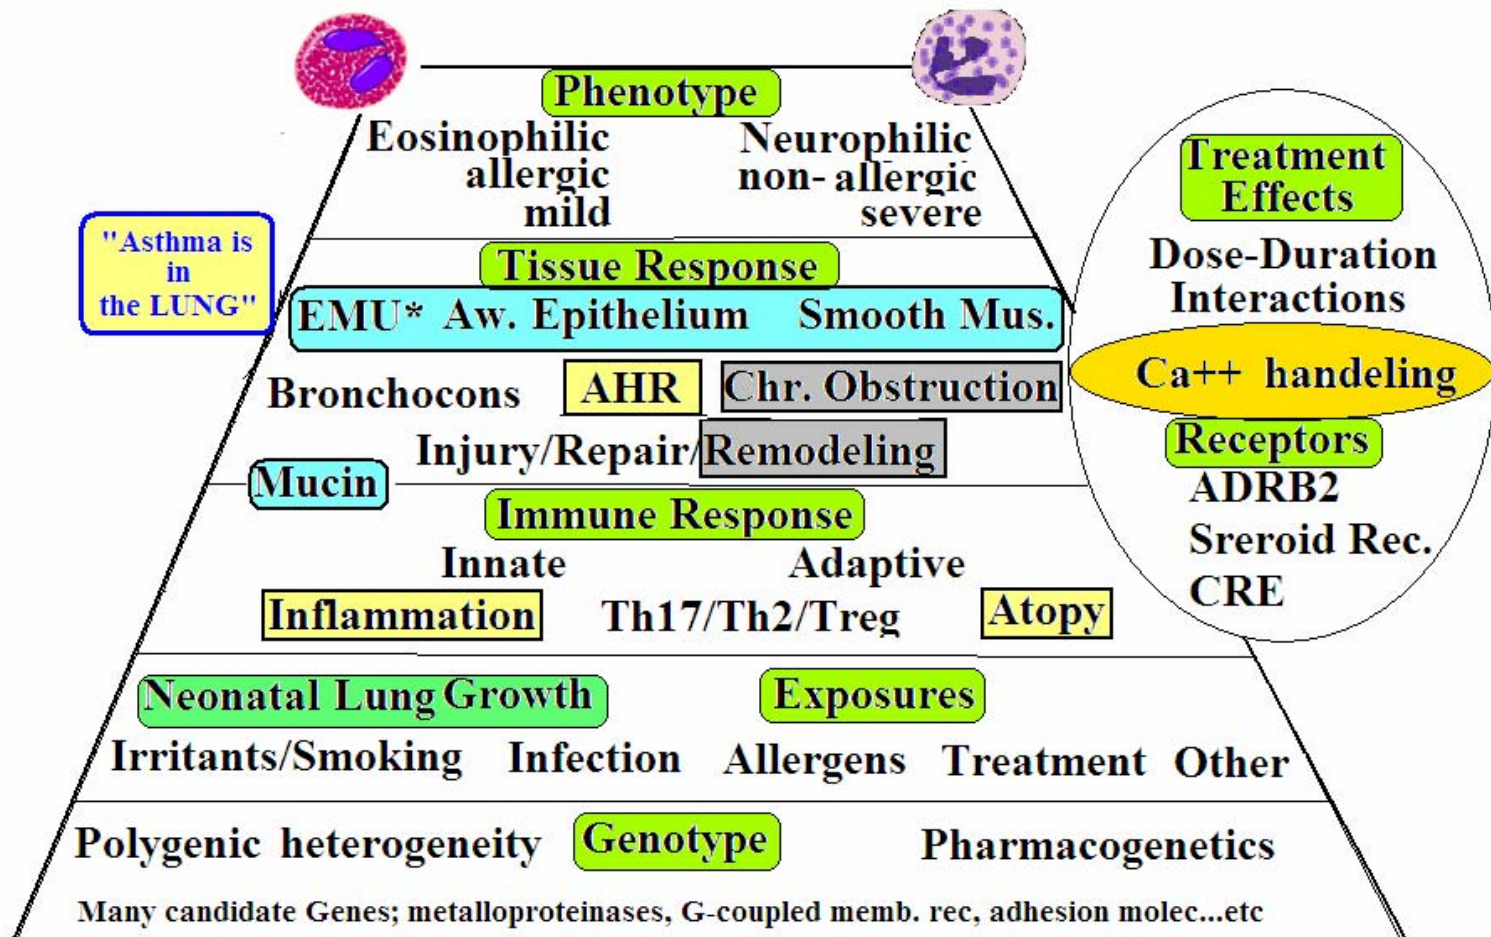 Phenotype
Eosinophilic
allergic
mild
Neurophilic
non- allergic
severe
"Asthma is
in
the LUNG"
Tissue Response
EMU* Aw. Epithelium Smooth Mus.
Bronchocons AHR Chr. Obstruction
Injury/Repair/Remodeling
Mucin
Immune Response
Innate Adaptive
Inflammation Th17/Th2/Treg Atopy
Neonatal Lung Growth Exposures
Irritants/Smoking Infection Allergens Treatment Other
Polygenic heterogeneity Genotype Pharmacogenetics
Many candidate Genes; metalloproteinases, G-coupled memb. rec, adhesion molec...etc
Treatment
Effects
Dose-Duration
Interactions
Ca++ handeling
Receptors
ADRB2
Sreroid Rec.
CRE